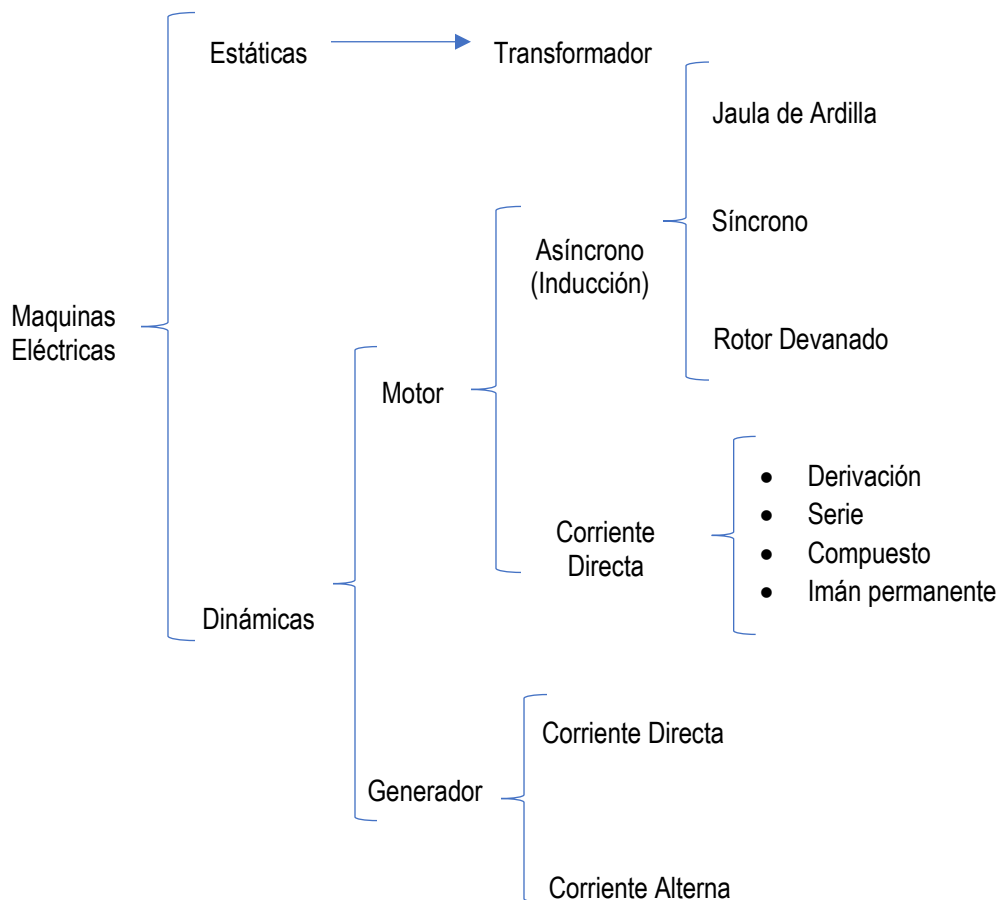 Estáticas
Transformador
Jaula de Ardilla
Síncrono
Asíncrono
(Inducción)
Maquinas
Eléctricas
Rotor Devanado
Motor
• Derivación
• Serie
Corriente
Directa
• Compuesto
• Imán permanente
Dinámicas
Corriente Directa
Generador
Corriente Alterna